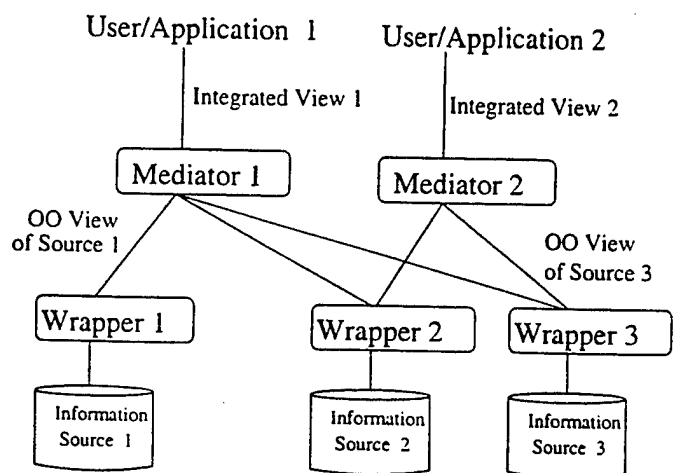 User/Application 1
User/Application 2
Integrated View 1
Integrated View 2
Mediator 1
Mediator 2
OO View
of Source 1
OO View
of Source 3
Wrapper 1
Wrapper 2
Wrapper 3
Information
Source 1
Information
Source 2
Information
Source 3